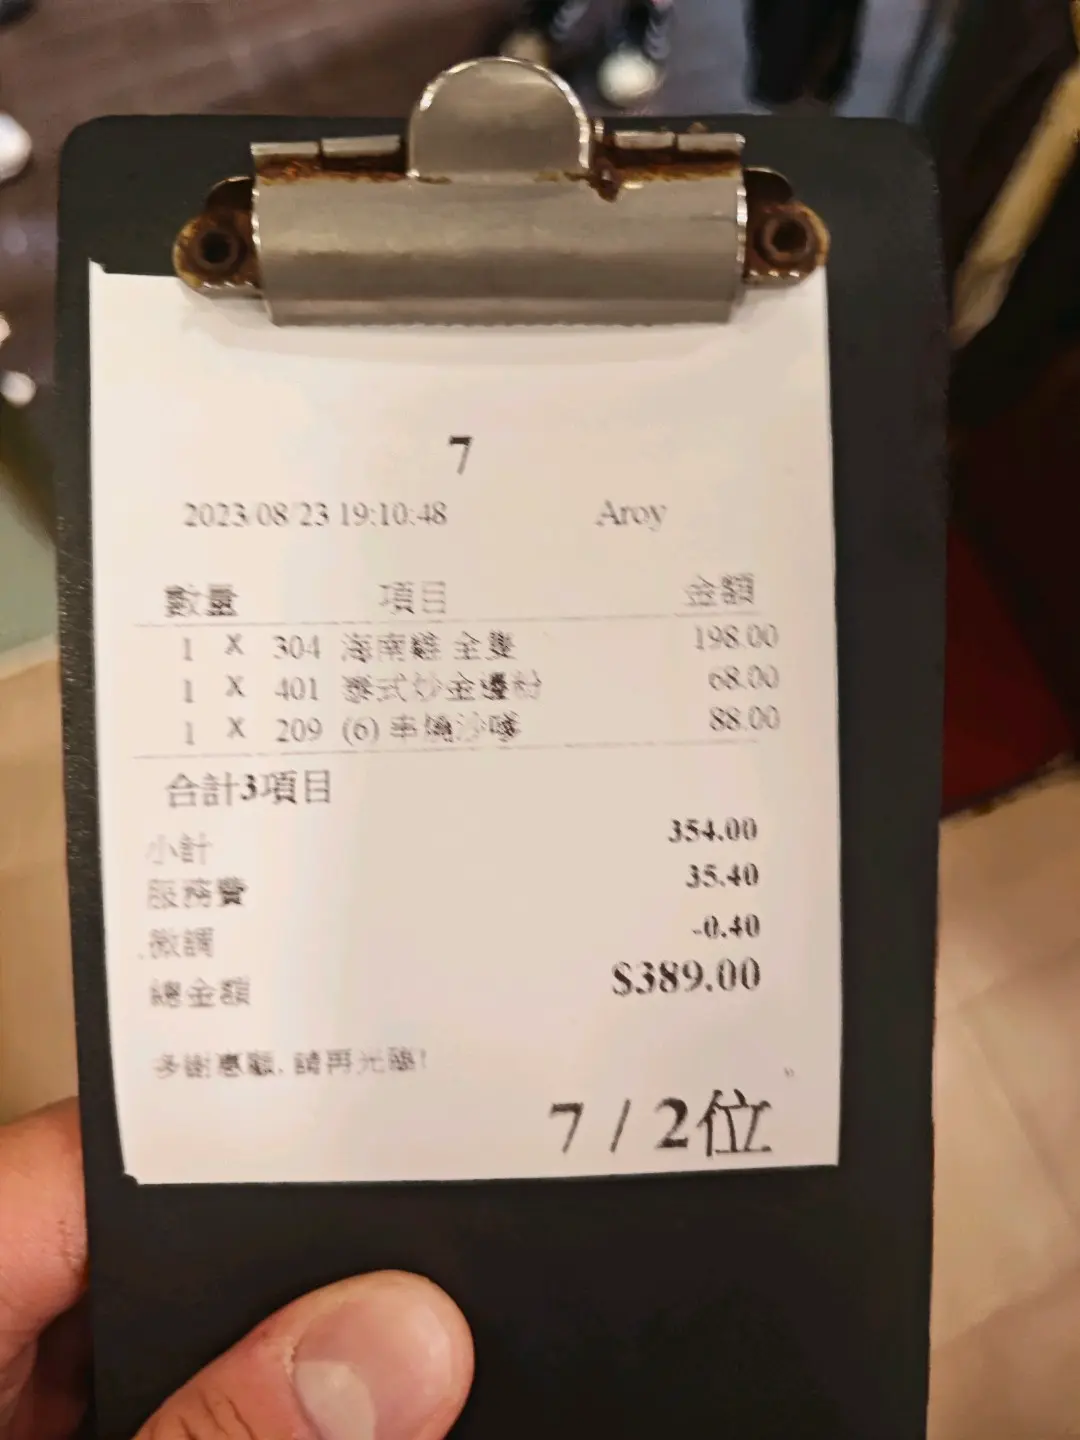 7
2023/08/23 19:10:48 Aroy
數量 項目 金額
1 X 304 海南雞 全隻 198.00
1 X 401 泰式炒金邊粉 68.00
1 X 209 (6) 串燒沙嗲 88.00
合計3項目
小計 354.00
服務費 35.40
微調 -0.40
總金額 $389.00
多謝惠顧, 請再光臨!
7 / 2位